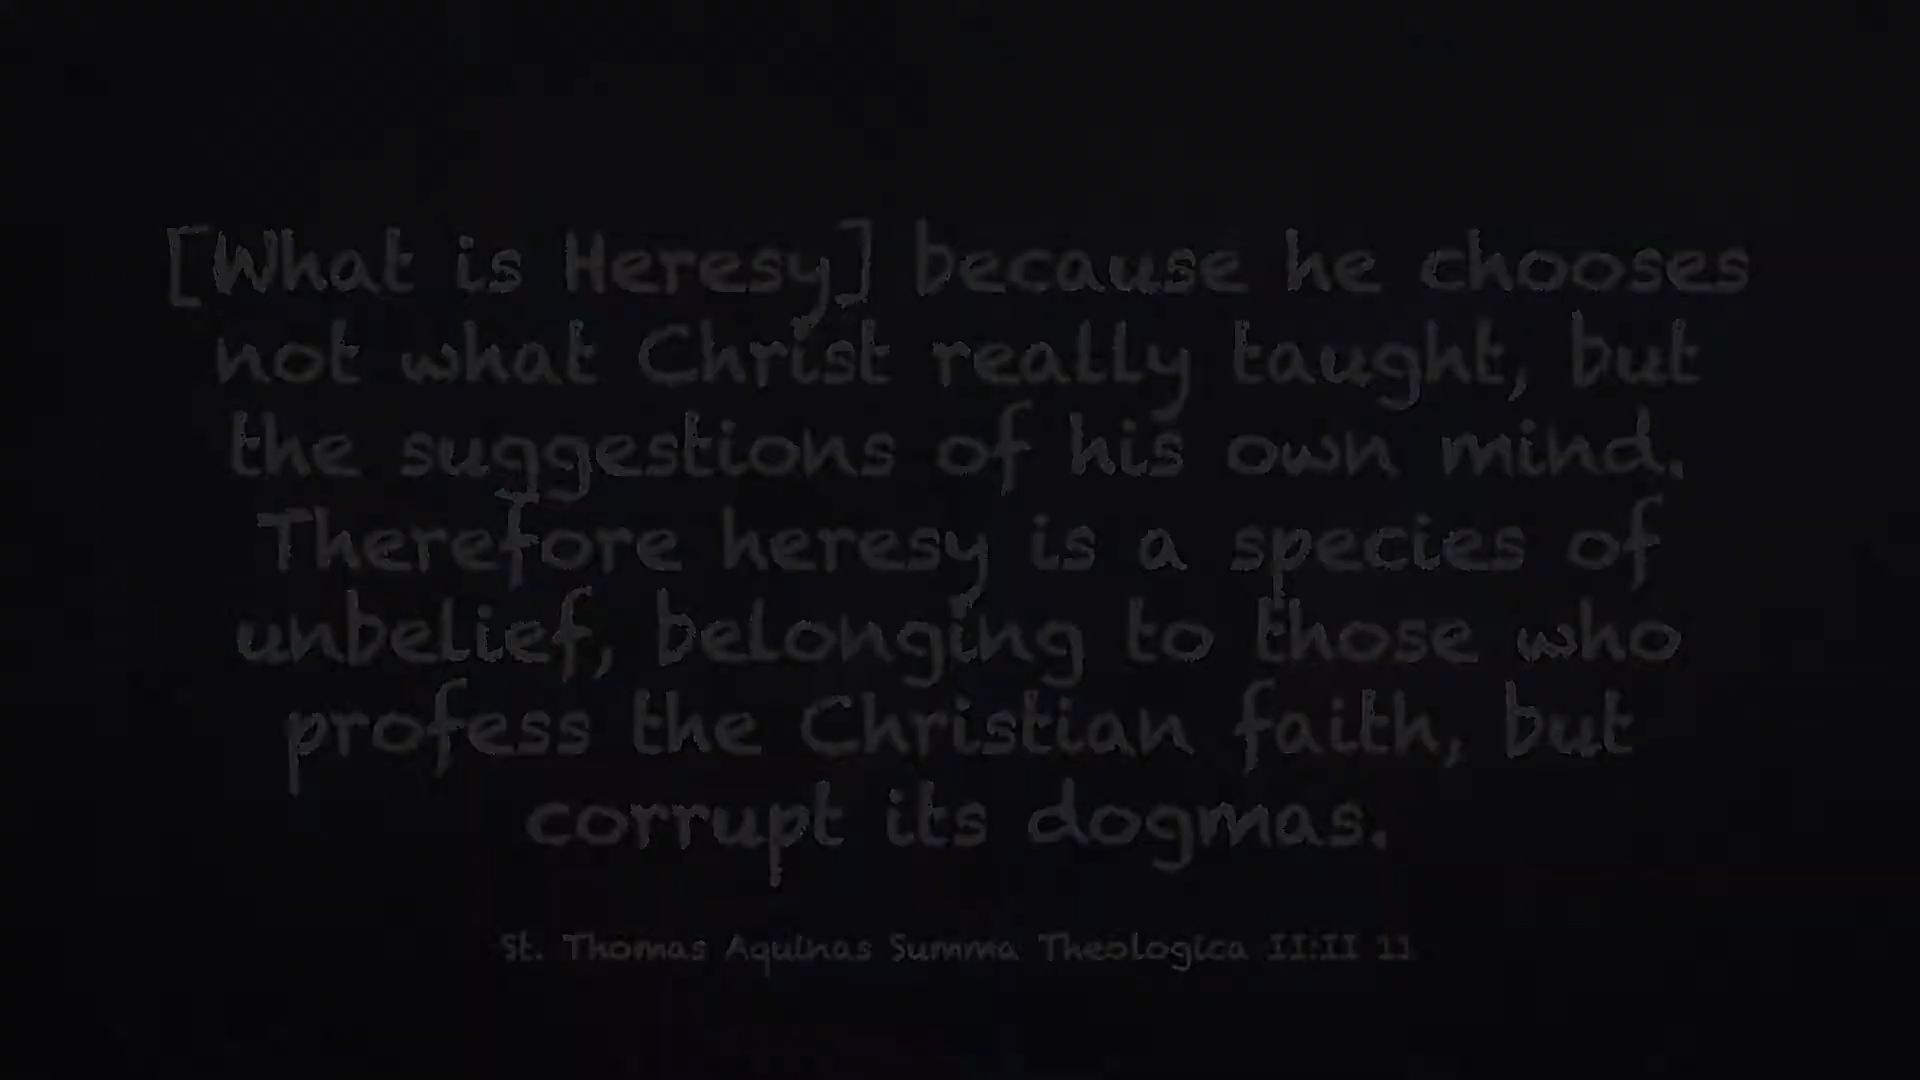 [What is Heresy] because he chooses
not what Christ really taught, but
the suggestions of his own mind.
Therefore heresy is a species of
unbelief, belonging to those who
profess the Christian faith, but
corrupt its dogmas.
St. Thomas Aquinas Summa Theologica II:II 11